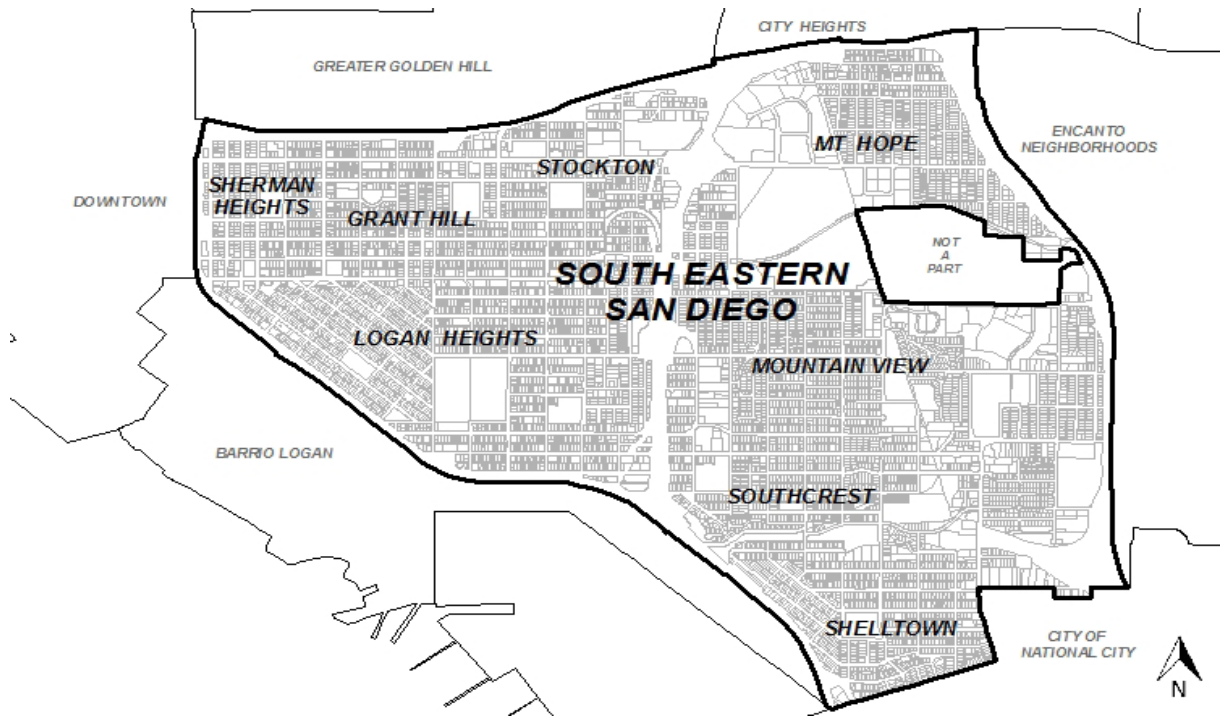 CITY HEIGHTS
GREATER GOLDEN HILL
ENCANTO
NEIGHBORHOODS
MT HOPE
STOCKTON
SHERMAN
HEIGHTS
DOWNTOWN
GRANT HILL
NOT
A
PART
SOUTH EASTERN
SAN DIEGO
LOGAN HEIGHTS
MOUNTAIN VIEW
BARRIO LOGAN
SOUTHCREST
SHELLTOWN
CITY OF
NATIONAL CITY
N